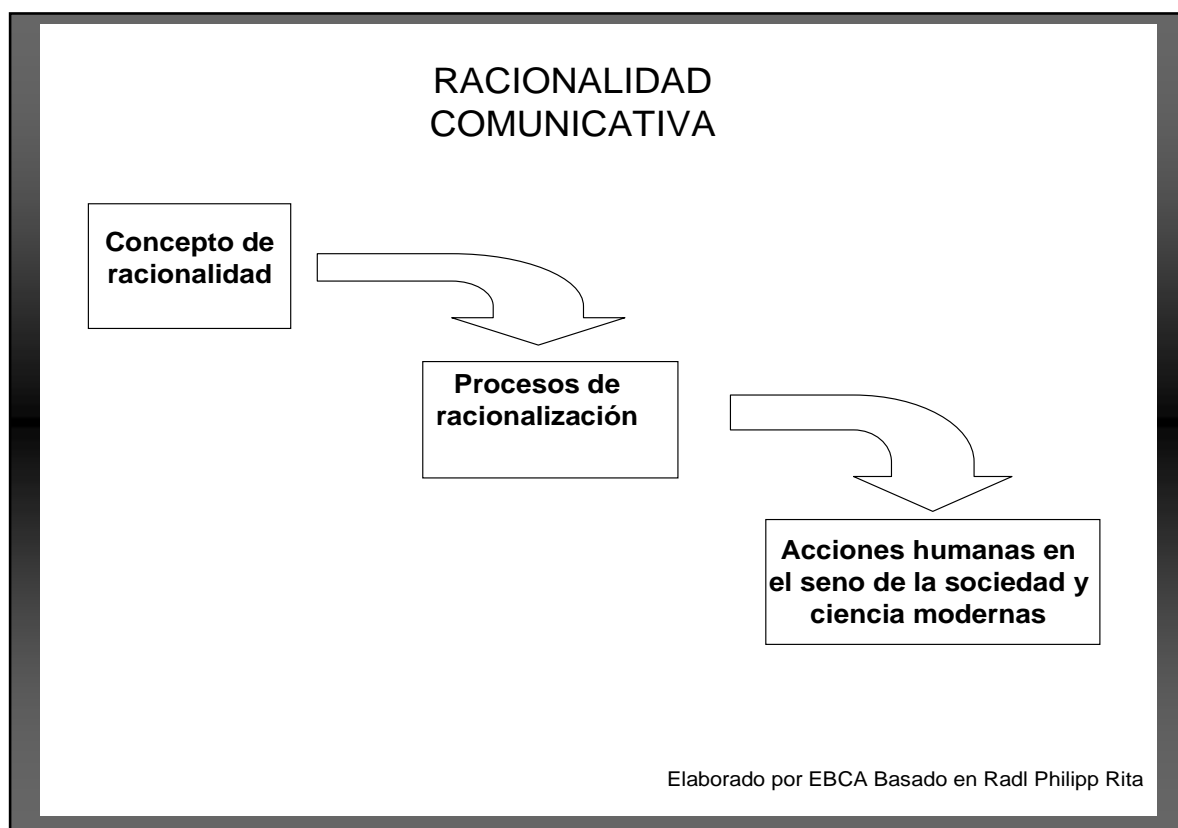 RACIONALIDAD
COMUNICATIVA
Concepto de
racionalidad
Procesos de
racionalización
Acciones humanas en
el seno de la sociedad y
ciencia modernas
Elaborado por EBCA Basado en Radl Philipp Rita